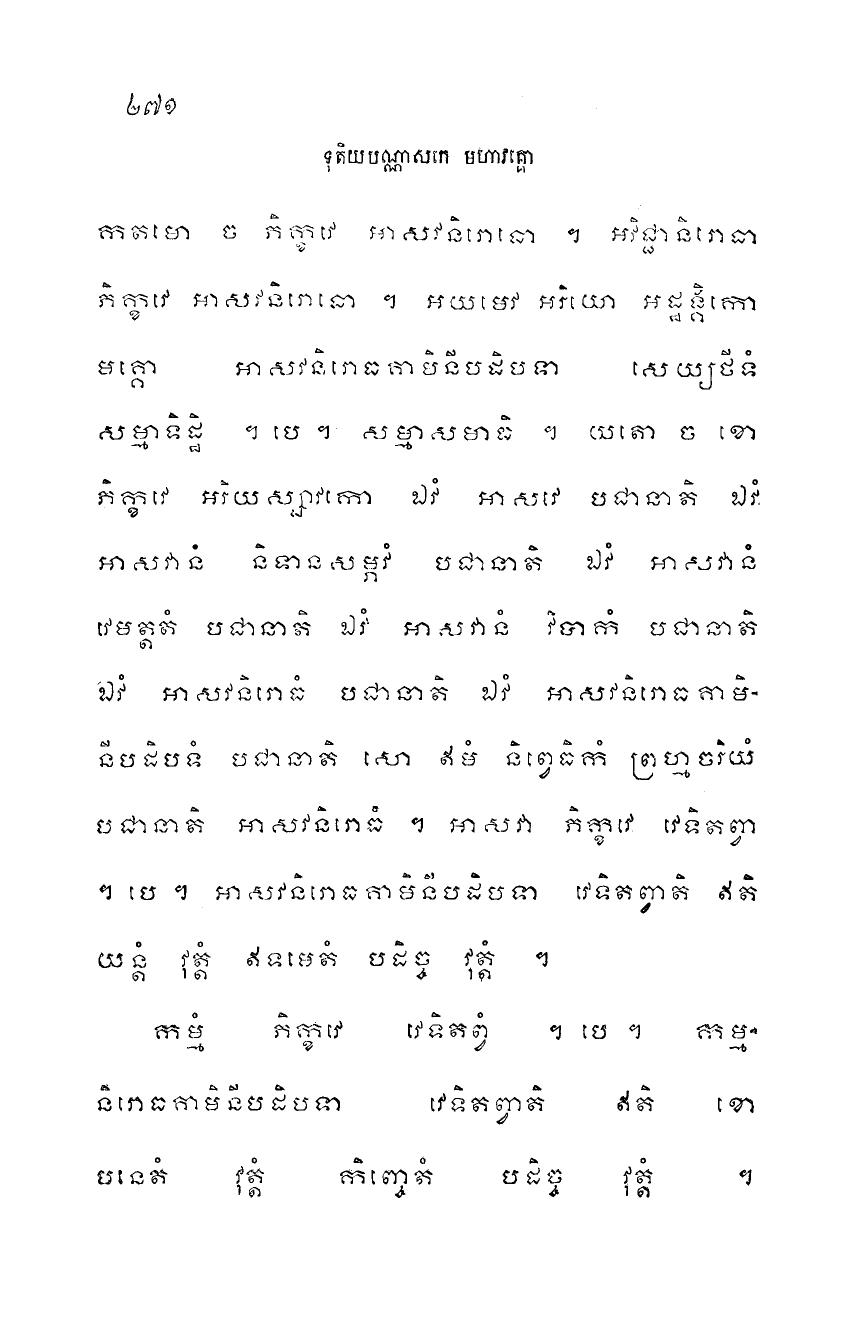 ២៧១
ទុតិយបណ្ណាសកេ មហាវគ្គោ
កតមោ ច ភិក្ខវេ អាសវនិរោធោ ។ អវិជ្ជានិរោធា
ភិក្ខវេ អាសវនិរោធោ ។ អយមេវ អរិយោ អដ្ឋង្គិកោ
មគ្គោ អាសវនិរោធគាមិនីបដិបទា សេយ្យថីទំ
សម្មាទិដ្ឋិ ។ បេ ។ សម្មាសមាធិ ។ យតោ ច ខោ
ភិក្ខវេ អរិយស្សាវកោ ឯវំ អាសវេ បជានាតិ ឯវំ
អាសវានំ និទានសម្ភវំ បជានាតិ ឯវំ អាសវានំ
វេមត្តតំ បជានាតិ ឯវំ អាសវានំ វិបាកំ បជានាតិ
ឯវំ អាសវនិរោធំ បជានាតិ ឯវំ អាសវនិរោធគាមិ-
នីបដិបទំ បជានាតិ សោ ឥមំ និព្វេធិកំ ព្រហ្មចរិយំ
បជានាតិ អាសវនិរោធំ ។ អាសវា ភិក្ខវេ វេទិតព្វា
។ បេ ។ អាសវនិរោធគាមិនីបដិបទា វេទិតព្វាតិ ឥតិ
យន្តំ វុត្តំ ឥទមេតំ បដិច្ច វុត្តំ ។
កម្មំ ភិក្ខវេ វេទិតព្វំ ។ បេ ។ កម្ម-
និរោធគាមិនីបដិបទា វេទិតព្វាតិ ឥតិ ខោ
បនេតំ វុត្តំ កិញ្ចេតំ បដិច្ច វុត្តំ ។